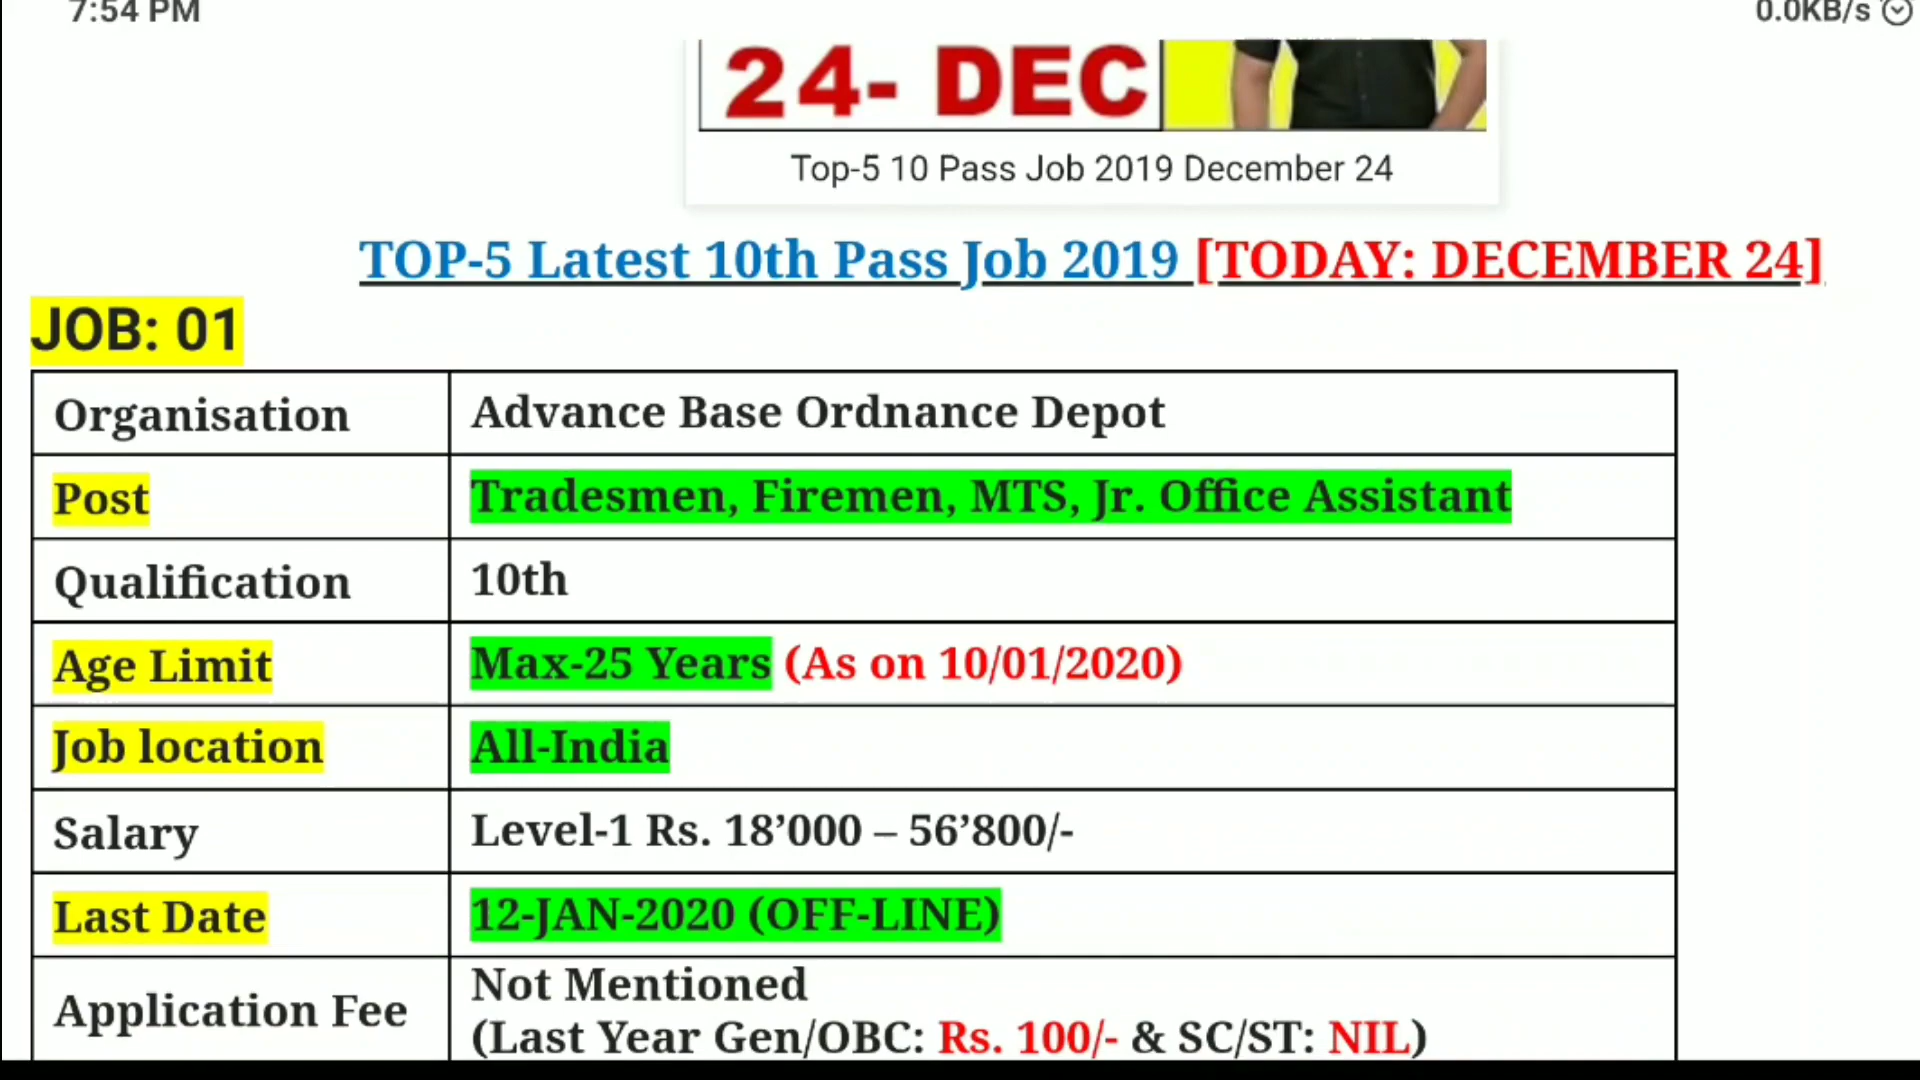 7:54 PM
0.0KB/s
24- DEC
Top-5 10 Pass Job 2019 December 24
TOP-5 Latest 10th Pass Job 2019 [TODAY: DECEMBER 24]
JOB: 01
Organisation Advance Base Ordnance Depot
Post Tradesmen, Firemen, MTS, Jr. Office Assistant
Qualification 10th
Age Limit Max-25 Years (As on 10/01/2020)
Job location All-India
Salary Level-1 Rs. 18’000 – 56’800/-
Last Date 12-JAN-2020 (OFF-LINE)
Application Fee Not Mentioned
(Last Year Gen/OBC: Rs. 100/- & SC/ST: NIL)